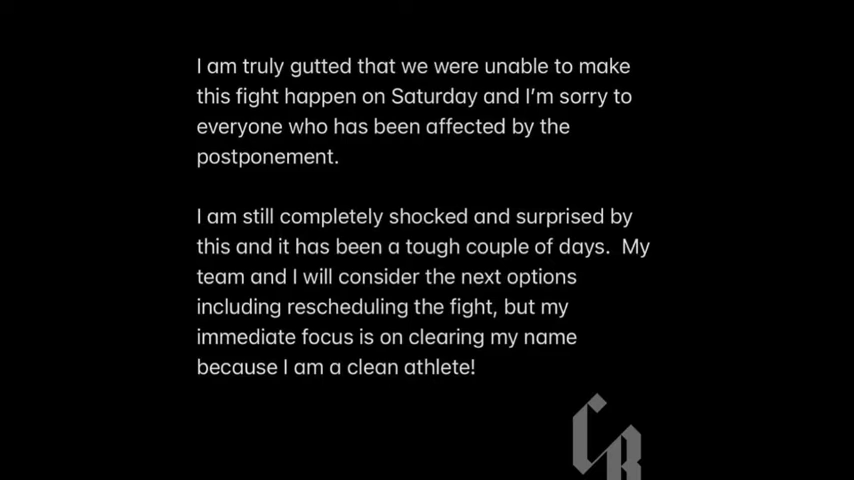 I am truly gutted that we were unable to make
this fight happen on Saturday and I'm sorry to
everyone who has been affected by the
postponement.
I am still completely shocked and surprised by
this and it has been a tough couple of days.  My
team and I will consider the next options
including rescheduling the fight, but my
immediate focus is on clearing my name
because I am a clean athlete!
CB